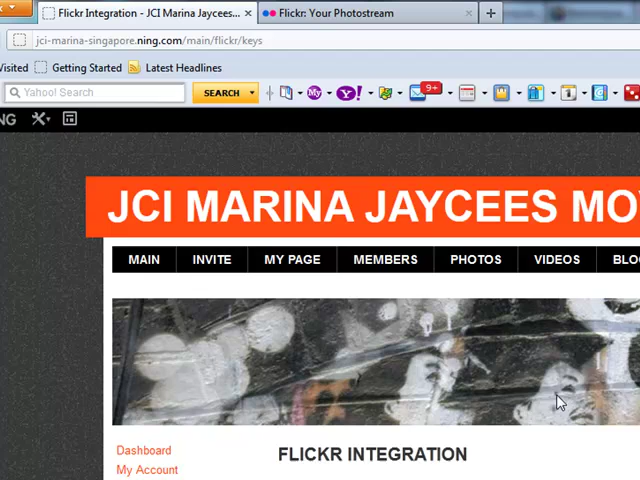 Flickr Integration - JCI Marina Jaycees...
Flickr: Your Photostream
jci-marina-singapore.ning.com/main/flickr/keys
Visited
Getting Started
Latest Headlines
Yahoo! Search
SEARCH
9+
NG
JCI MARINA JAYCEES MO
MAIN
INVITE
MY PAGE
MEMBERS
PHOTOS
VIDEOS
BLO
Dashboard
My Account
FLICKR INTEGRATION